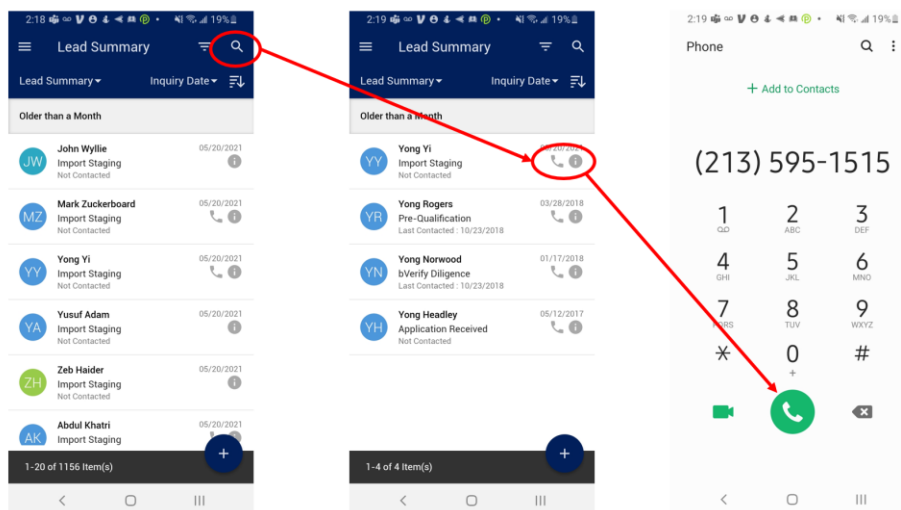 2:18 19%
Lead Summary
Lead Summary Inquiry Date
Older than a Month
JW John Wyllie 05/20/2021
Import Staging
Not Contacted
MZ Mark Zuckerboard 05/20/2021
Import Staging
Not Contacted
YY Yong Yi 05/20/2021
Import Staging
Not Contacted
YA Yusuf Adam 05/20/2021
Import Staging
Not Contacted
ZH Zeb Haider 05/20/2021
Import Staging
Not Contacted
AK Abdul Khatri 05/20/2021
Import Staging
1-20 of 1156 Item(s)
2:19 19%
Lead Summary
Lead Summary Inquiry Date
Older than a Month
YY Yong Yi 05/20/2021
Import Staging
Not Contacted
YR Yong Rogers 03/28/2018
Pre-Qualification
Last Contacted : 10/23/2018
YN Yong Norwood 01/17/2018
bVerify Diligence
Last Contacted : 10/23/2018
YH Yong Headley 05/12/2017
Application Received
Not Contacted
1-4 of 4 Item(s)
2:19 19%
Phone
+ Add to Contacts
(213) 595-1515
1 2 3
ABC DEF
4 5 6
GHI JKL MNO
7 8 9
PQRS TUV WXYZ
* 0 #
+